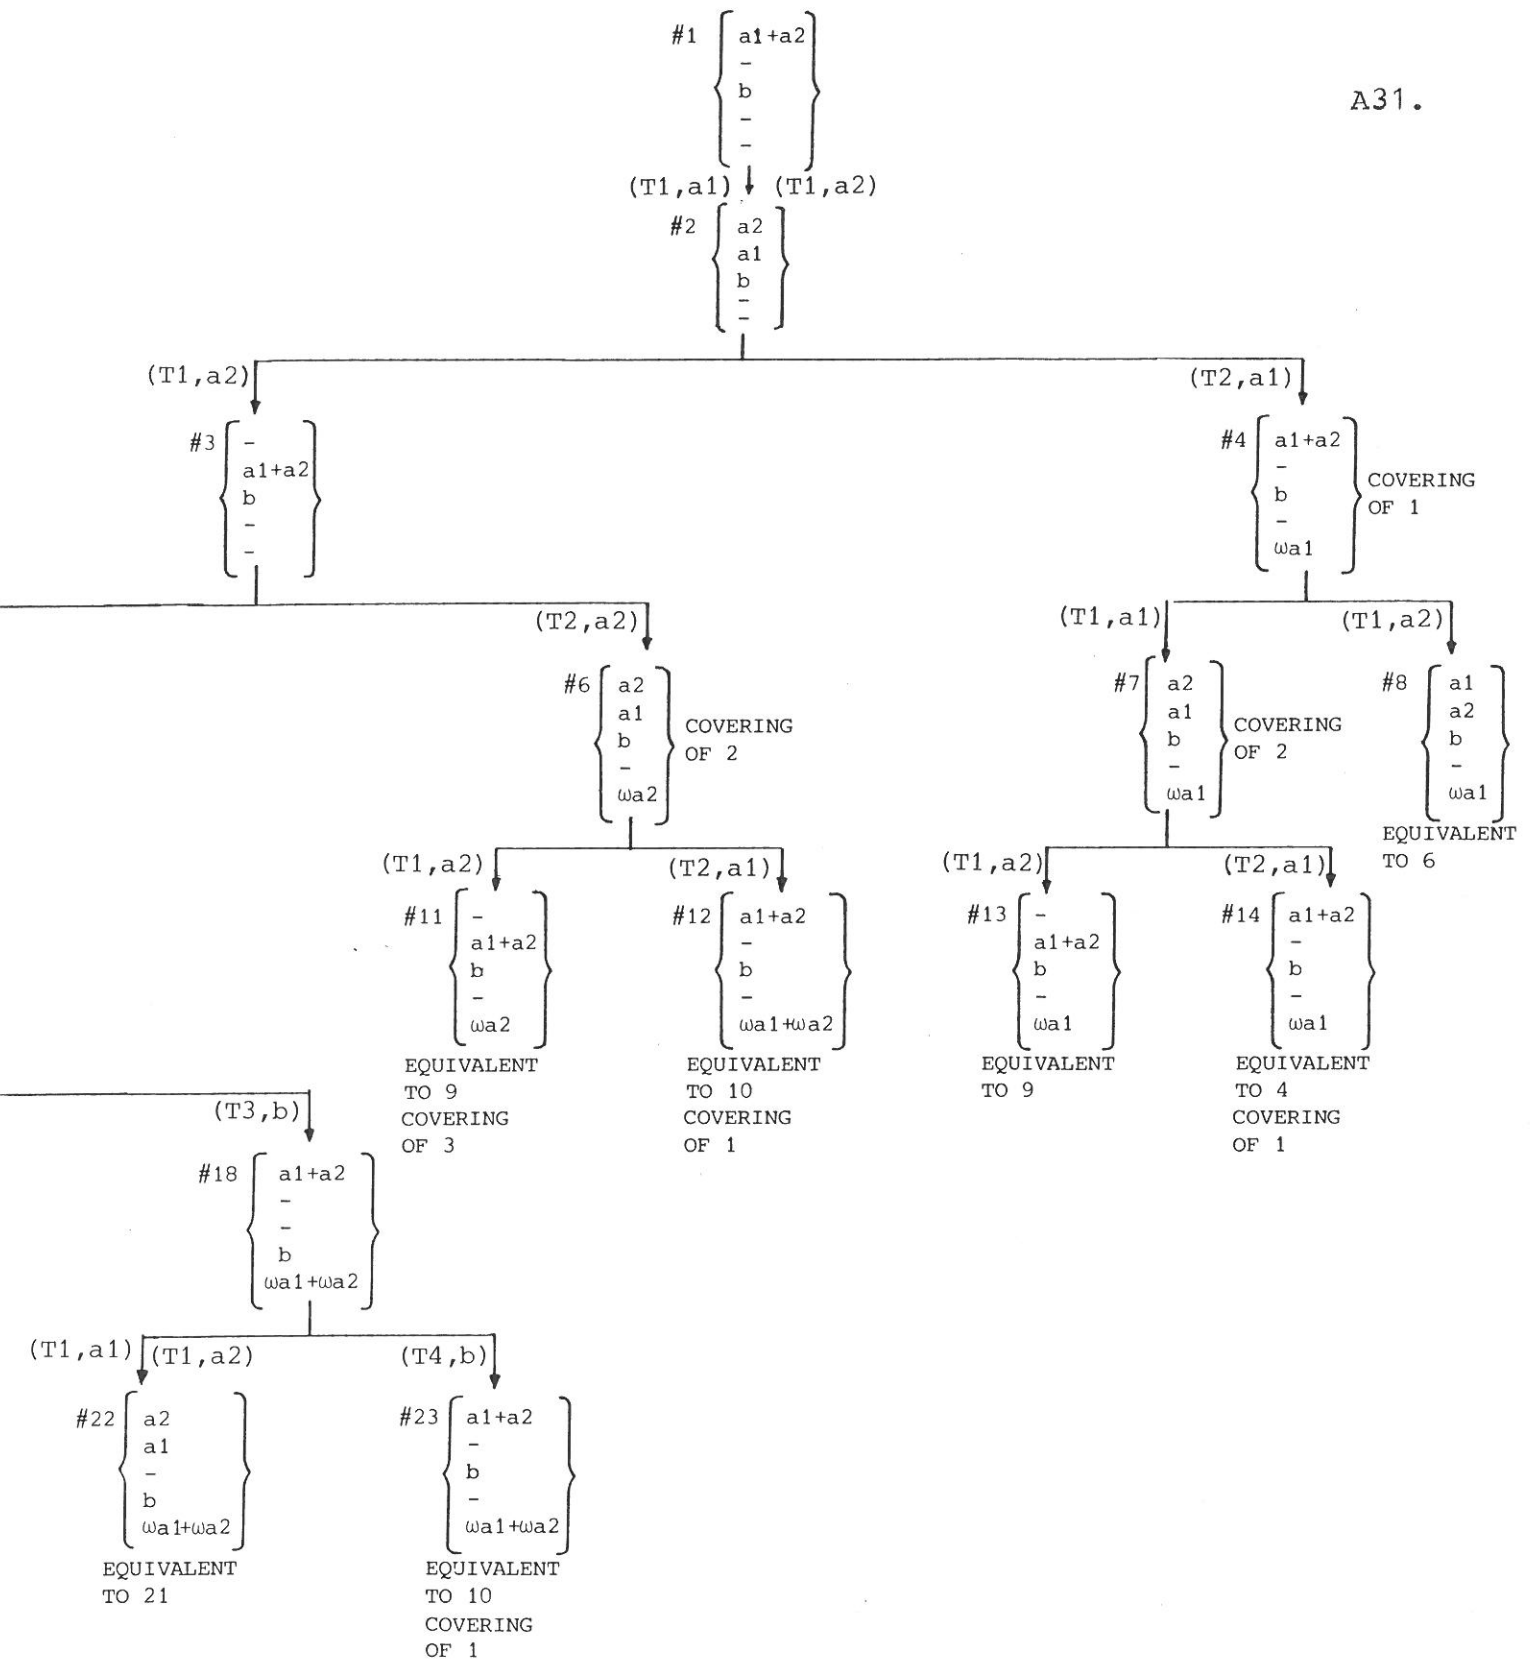 #1 a1+a2
-
b
-
-
A31.
(T1,a1) (T1,a2)
#2 a2
a1
b
-
-
(T1,a2)
(T2,a1)
#3 -
a1+a2
b
-
-
#4 a1+a2
-
b
-
ωa1
COVERING
OF 1
(T2,a2)
(T1,a1)
(T1,a2)
#6 a2
a1
b
-
ωa2
COVERING
OF 2
#7 a2
a1
b
-
ωa1
COVERING
OF 2
#8 a1
a2
b
-
ωa1
EQUIVALENT
TO 6
(T1,a2)
(T2,a1)
(T1,a2)
(T2,a1)
#11 -
a1+a2
b
-
ωa2
EQUIVALENT
TO 9
COVERING
OF 3
#12 a1+a2
-
b
-
ωa1+ωa2
EQUIVALENT
TO 10
COVERING
OF 1
#13 -
a1+a2
b
-
ωa1
EQUIVALENT
TO 9
#14 a1+a2
-
b
-
ωa1
EQUIVALENT
TO 4
COVERING
OF 1
(T3,b)
#18 a1+a2
-
-
b
ωa1+ωa2
(T1,a1) (T1,a2)
(T4,b)
#22 a2
a1
-
b
ωa1+ωa2
EQUIVALENT
TO 21
#23 a1+a2
-
b
-
ωa1+ωa2
EQUIVALENT
TO 10
COVERING
OF 1